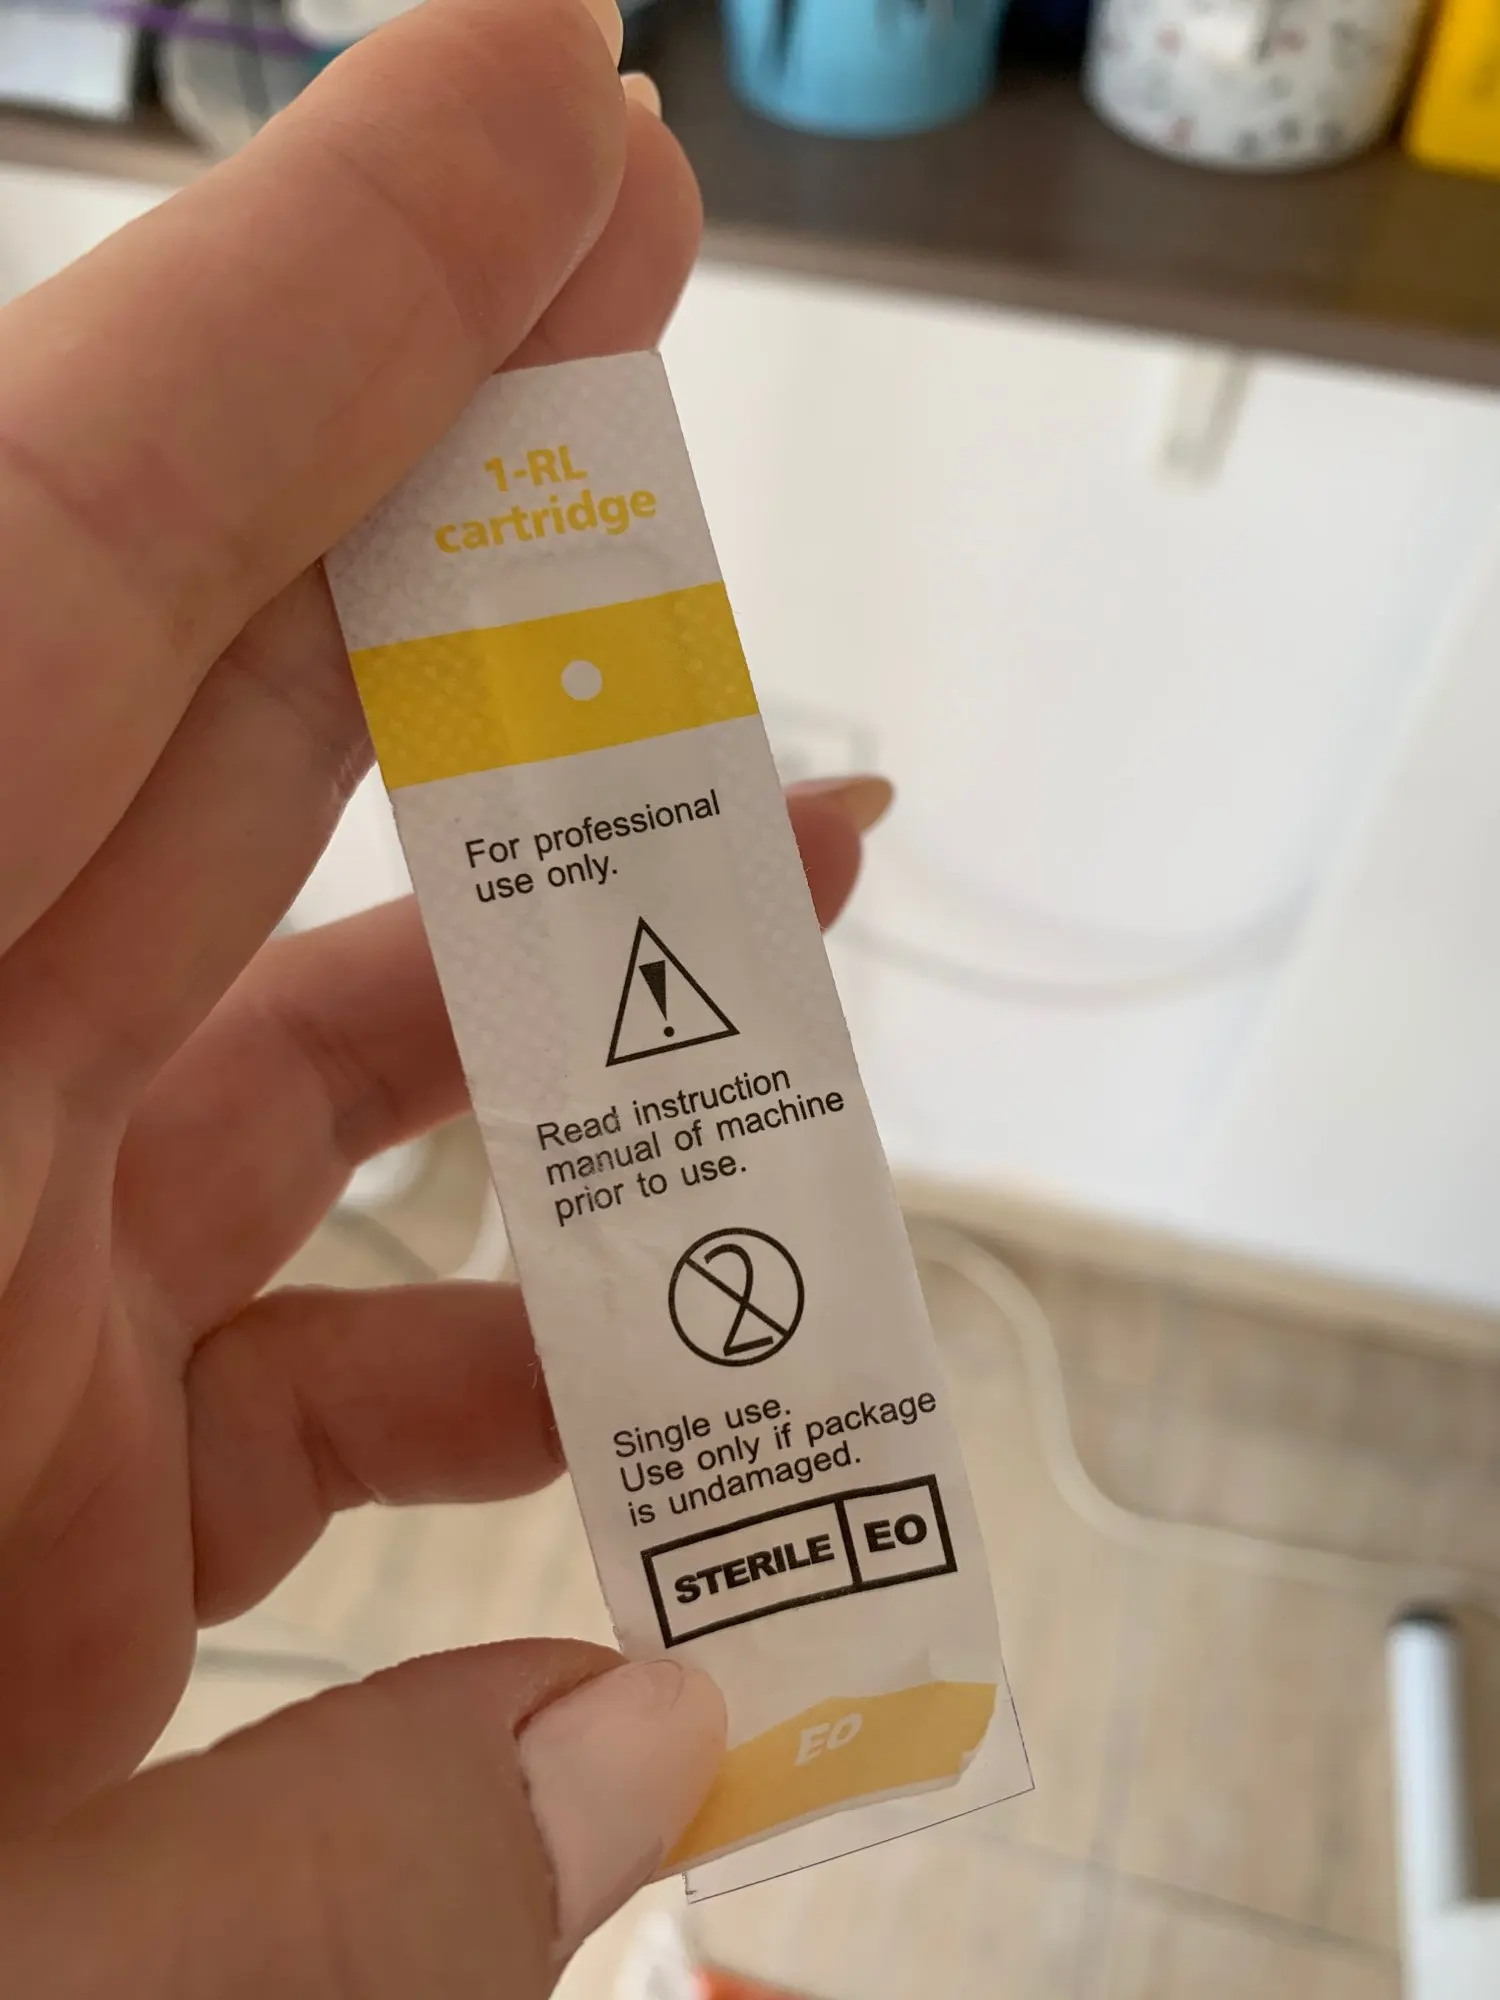 1-RL
cartridge
For professional
use only.
Read instruction
manual of machine
prior to use.
2
Single use.
Use only if package
is undamaged.
STERILE EO
EO